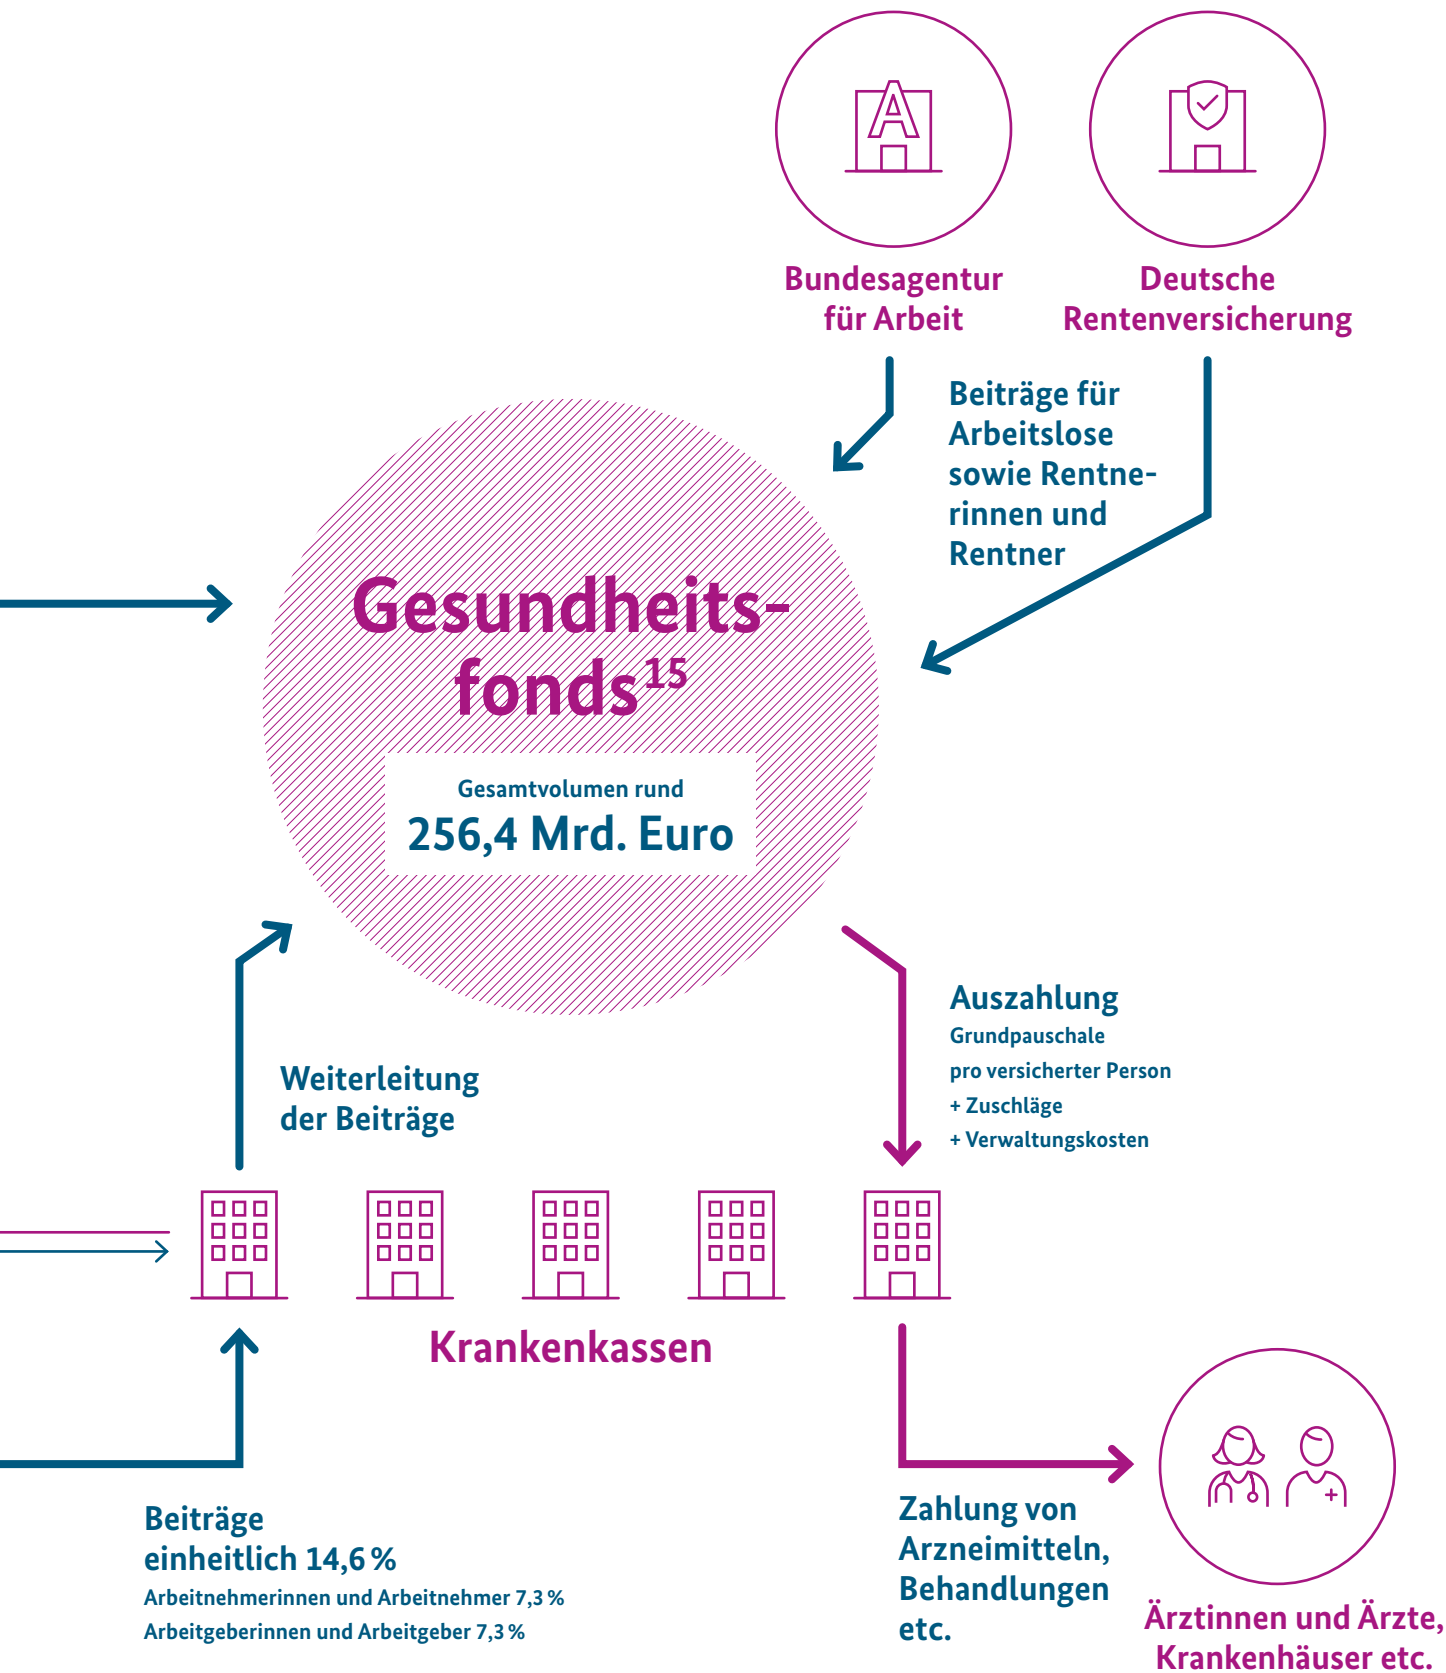 Bundesagentur
für Arbeit
Deutsche
Rentenversicherung
Beiträge für
Arbeitslose
sowie Rentne-
rinnen und
Rentner
Gesundheits-
fonds15
Gesamtvolumen rund
256,4 Mrd. Euro
Weiterleitung
der Beiträge
Auszahlung
Grundpauschale
pro versicherter Person
+ Zuschläge
+ Verwaltungskosten
Krankenkassen
Beiträge
einheitlich 14,6 %
Arbeitnehmerinnen und Arbeitnehmer 7,3 %
Arbeitgeberinnen und Arbeitgeber 7,3 %
Zahlung von
Arzneimitteln,
Behandlungen
etc.
Ärztinnen und Ärzte,
Krankenhäuser etc.